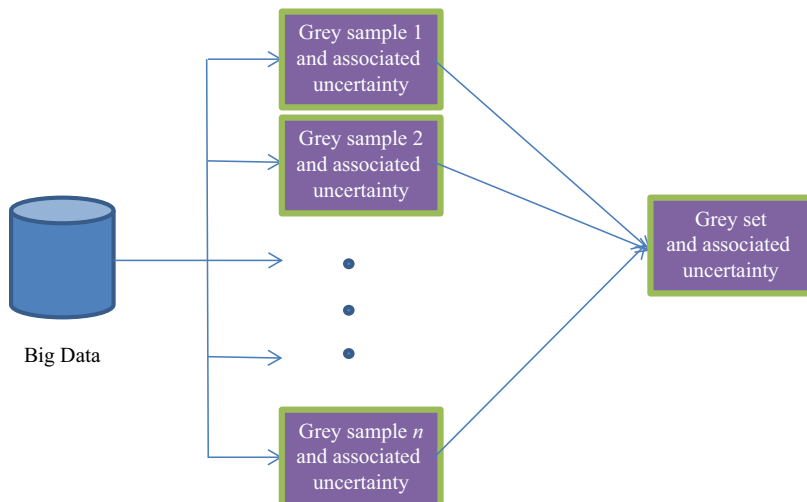 Grey sample 1
and associated
uncertainty
Grey sample 2
and associated
uncertainty
Grey set
and associated
uncertainty
Big Data
Grey sample n
and associated
uncertainty